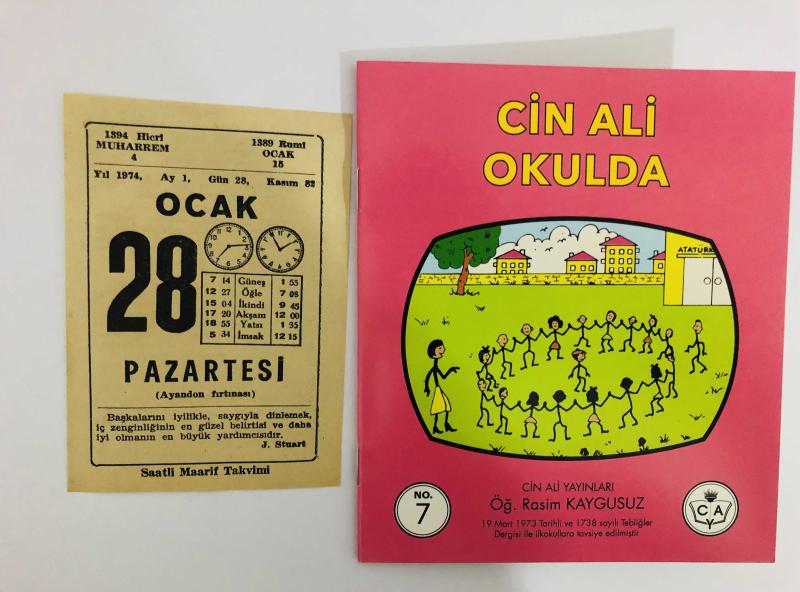 1394 Hicrî
MUHARREM
4
1389 Rumî
OCAK
15
Yıl 1974, Ay 1, Gün 28, Kasım 82
OCAK
28
7 14 Güneş 1 55
12 27 Öğle 7 08
15 04 İkindi 9 45
17 20 Akşam 12 00
18 55 Yatsı 1 35
5 34 İmsak 12 15
PAZARTESİ
(Ayandon fırtınası)
Başkalarını iyilikle, saygıyla dinlemek,
iç zenginliğinin en güzel belirtisi ve daha
iyi olmanın en büyük yardımcısıdır.
J. Stuart
Saatli Maarif Takvimi
CİN ALİ
OKULDA
ATATÜRK
CİN ALİ YAYINLARI
Öğ. Rasim KAYGUSUZ
19 Mart 1973 Tarihli ve 1738 sayılı Tebliğler
Dergisi ile ilkokullara tavsiye edilmiştir
NO.
7
C A
Y